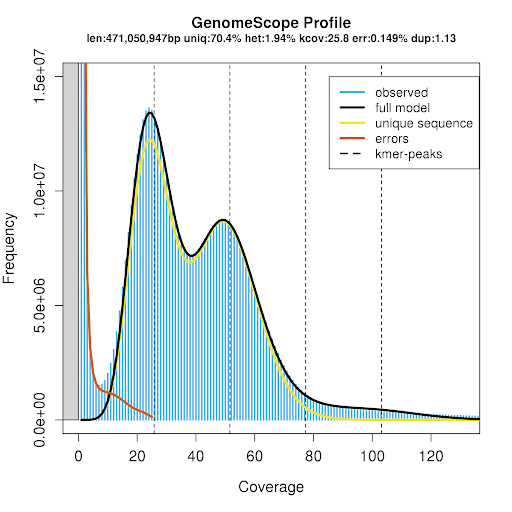 GenomeScope Profile
len:471,050,947bp uniq:70.4% het:1.94% kcov:25.8 err:0.149% dup:1.13
observed
full model
unique sequence
errors
kmer-peaks
Frequency
1.5e+07
1.0e+07
5.0e+06
0.0e+00
0 20 40 60 80 100 120
Coverage